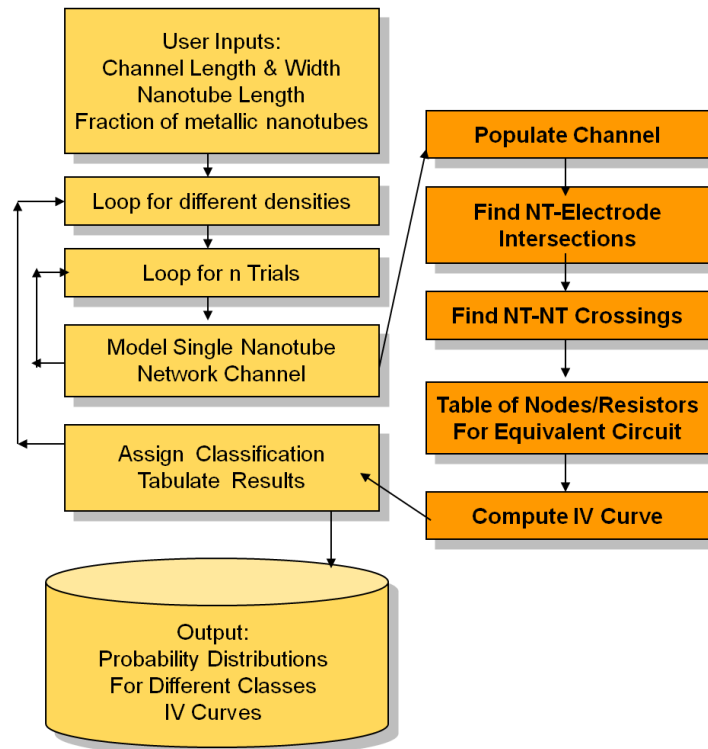 User Inputs:
Channel Length & Width
Nanotube Length
Fraction of metallic nanotubes
Loop for different densities
Loop for n Trials
Model Single Nanotube
Network Channel
Populate Channel
Find NT-Electrode
Intersections
Find NT-NT Crossings
Table of Nodes/Resistors
For Equivalent Circuit
Compute IV Curve
Assign Classification
Tabulate Results
Output:
Probability Distributions
For Different Classes
IV Curves